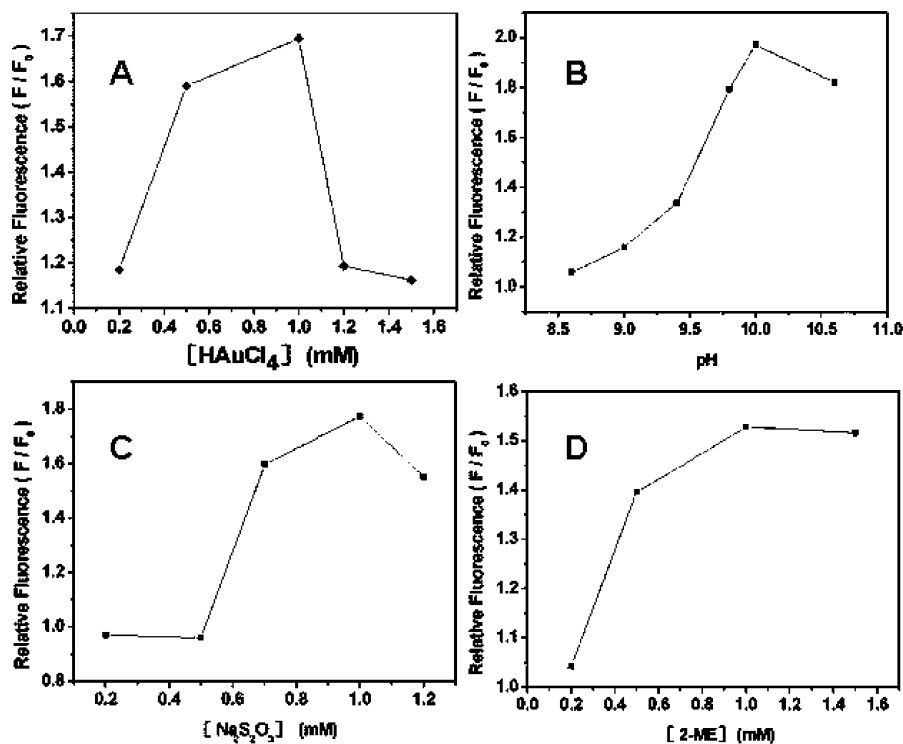 Relative Fluorescence ( F / F0 )
1.7
1.6
1.5
1.4
1.3
1.2
1.1
A
0.0 0.2 0.4 0.6 0.8 1.0 1.2 1.4 1.6
[HAuCl4] (mM)
Relative Fluorescence ( F / F0 )
2.0
1.8
1.6
1.4
1.2
1.0
B
8.5 9.0 9.5 10.0 10.5 11.0
pH
Relative Fluorescence ( F / F0 )
1.8
1.6
1.4
1.2
1.0
0.8
C
0.2 0.4 0.6 0.8 1.0 1.2
[Na2S2O3] (mM)
Relative Fluorescence ( F / F0 )
1.6
1.5
1.4
1.3
1.2
1.1
1.0
D
0.0 0.2 0.4 0.6 0.8 1.0 1.2 1.4 1.6
[2-ME] (mM)